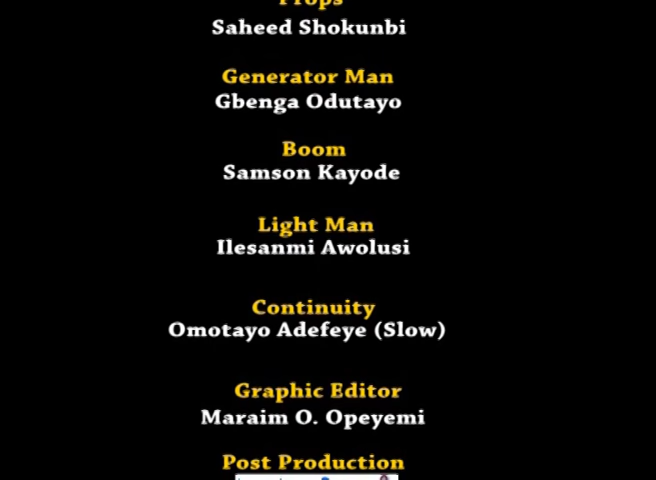 Props
Saheed Shokunbi
Generator Man
Gbenga Odutayo
Boom
Samson Kayode
Light Man
Ilesanmi Awolusi
Continuity
Omotayo Adefeye (Slow)
Graphic Editor
Maraim O. Opeyemi
Post Production